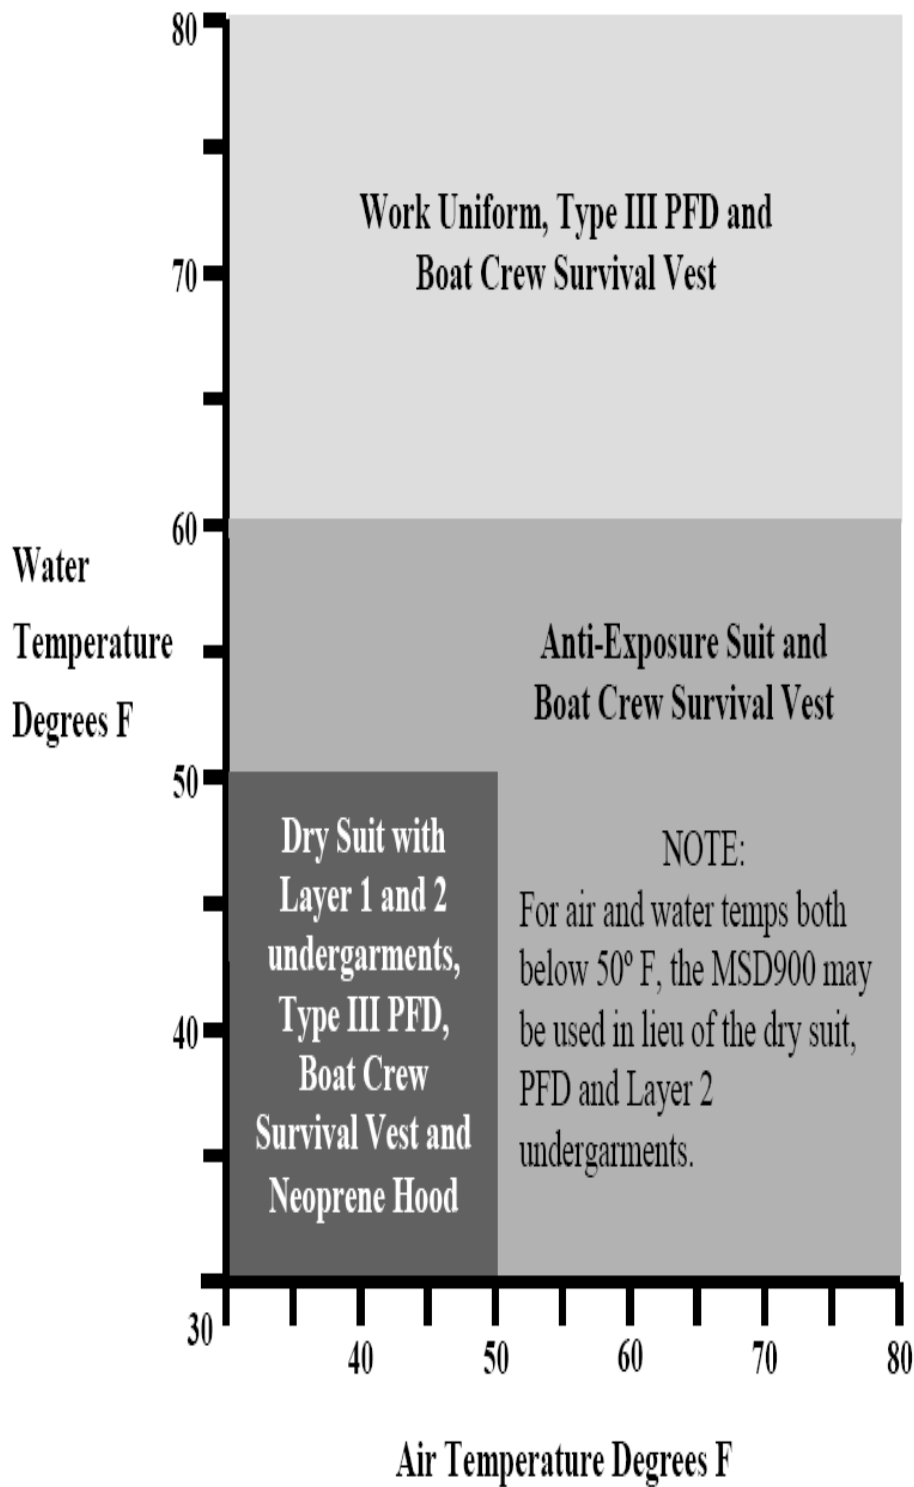 80
Work Uniform, Type III PFD and
Boat Crew Survival Vest
70
60
Water
Temperature
Degrees F
Anti-Exposure Suit and
Boat Crew Survival Vest
50
Dry Suit with
Layer 1 and 2
undergarments,
Type III PFD,
Boat Crew
Survival Vest and
Neoprene Hood
NOTE:
For air and water temps both
below 50º F, the MSD900 may
be used in lieu of the dry suit,
PFD and Layer 2
undergarments.
40
30
40 50 60 70 80
Air Temperature Degrees F